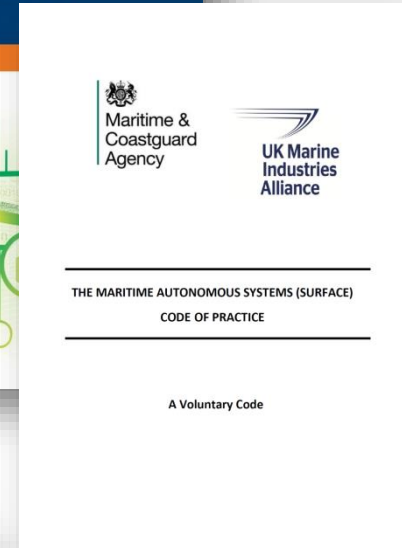 Maritime &
Coastguard
Agency
UK Marine
Industries
Alliance
THE MARITIME AUTONOMOUS SYSTEMS (SURFACE)
CODE OF PRACTICE
A Voluntary Code